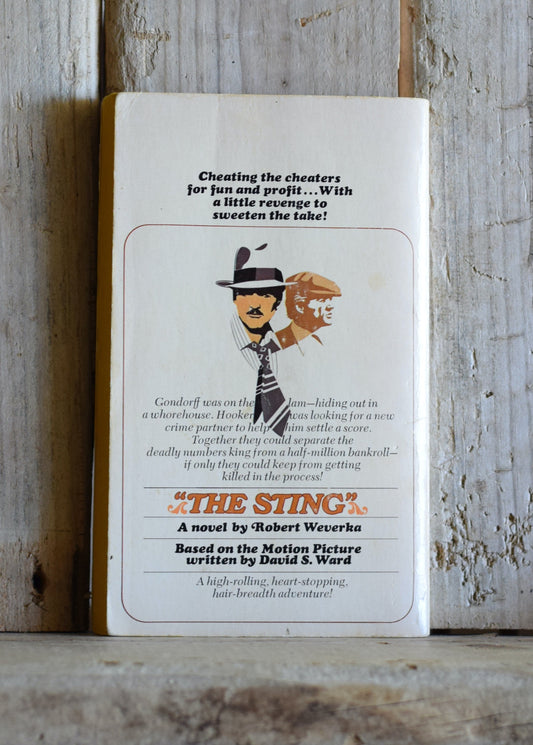 Cheating the cheaters
for fun and profit...With
a little revenge to
sweeten the take!
Gondorff was on the lam—hiding out in
a whorehouse. Hooker was looking for a new
crime partner to help him settle a score.
Together they could separate the
deadly numbers king from a half-million bankroll—
if only they could keep from getting
killed in the process!
"THE STING"
A novel by Robert Weverka
Based on the Motion Picture
written by David S. Ward
A high-rolling, heart-stopping,
hair-breadth adventure!